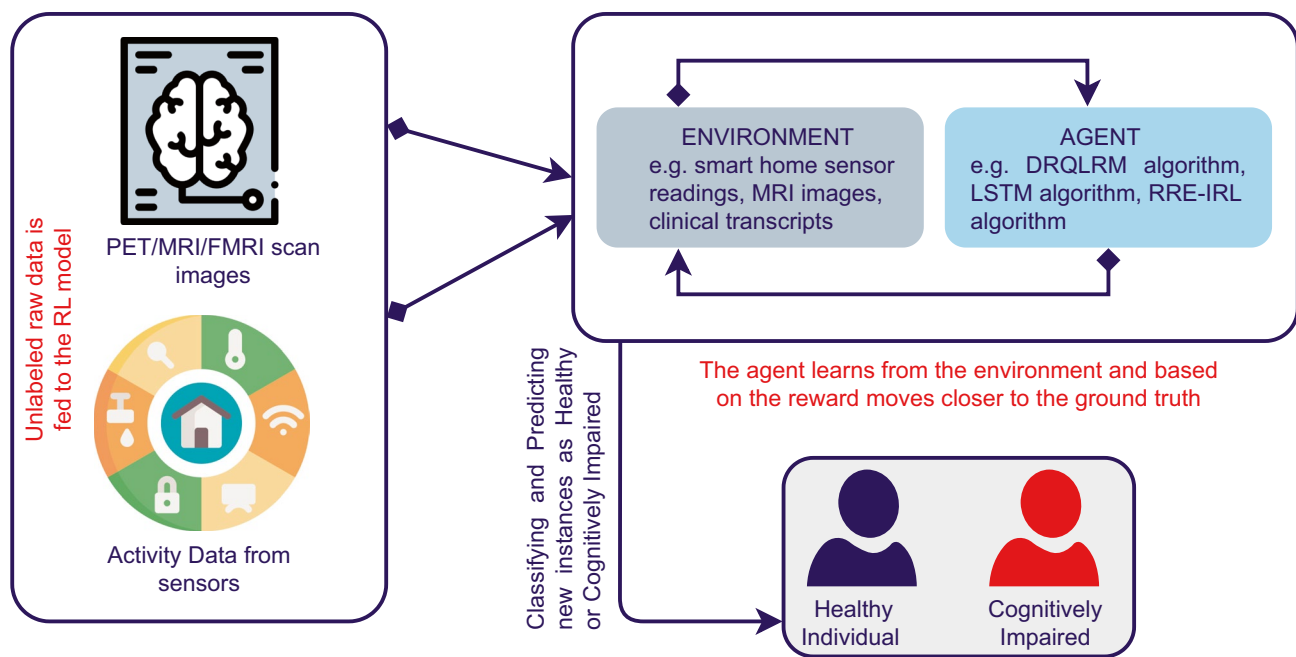 Unlabeled raw data is
fed to the RL model
PET/MRI/FMRI scan
images
Activity Data from
sensors
ENVIRONMENT
e.g. smart home sensor
readings, MRI images,
clinical transcripts
AGENT
e.g. DRQLRM algorithm,
LSTM algorithm, RRE-IRL
algorithm
The agent learns from the environment and based
on the reward moves closer to the ground truth
Classifying and Predicting
new instances as Healthy
or Cognitively Impaired
Healthy
Individual
Cognitively
Impaired